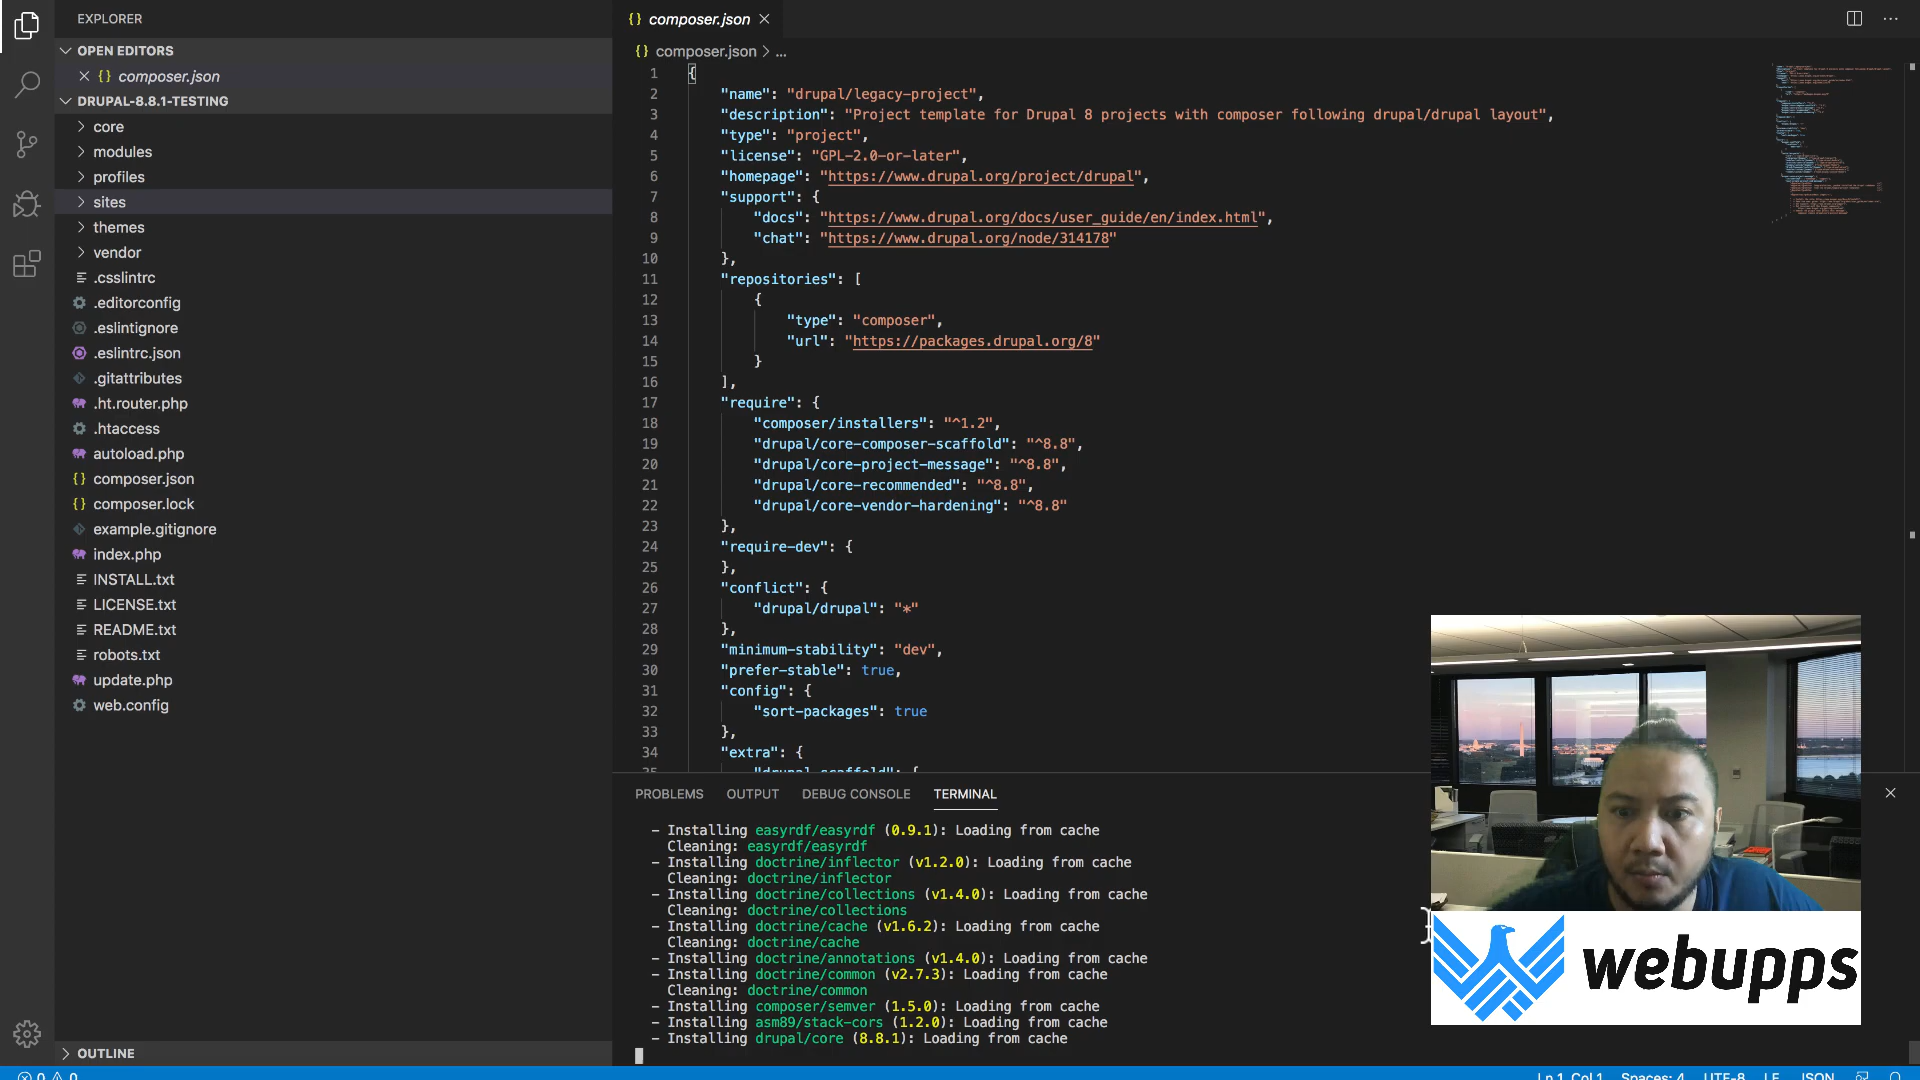 EXPLORER
OPEN EDITORS
composer.json
DRUPAL-8.8.1-TESTING
core
modules
profiles
sites
themes
vendor
.csslintrc
.editorconfig
.eslintignore
.eslintrc.json
.gitattributes
.ht.router.php
.htaccess
autoload.php
composer.json
composer.lock
example.gitignore
index.php
INSTALL.txt
LICENSE.txt
README.txt
robots.txt
update.php
web.config
OUTLINE
{} composer.json
{} composer.json > ...
1 {
2 "name": "drupal/legacy-project",
3 "description": "Project template for Drupal 8 projects with composer following drupal/drupal layout",
4 "type": "project",
5 "license": "GPL-2.0-or-later",
6 "homepage": "https://www.drupal.org/project/drupal",
7 "support": {
8 "docs": "https://www.drupal.org/docs/user_guide/en/index.html",
9 "chat": "https://www.drupal.org/node/314178"
10 },
11 "repositories": [
12 {
13 "type": "composer",
14 "url": "https://packages.drupal.org/8"
15 }
16 ],
17 "require": {
18 "composer/installers": "^1.2",
19 "drupal/core-composer-scaffold": "^8.8",
20 "drupal/core-project-message": "^8.8",
21 "drupal/core-recommended": "^8.8",
22 "drupal/core-vendor-hardening": "^8.8"
23 },
24 "require-dev": {
25 },
26 "conflict": {
27 "drupal/drupal": "*"
28 },
29 "minimum-stability": "dev",
30 "prefer-stable": true,
31 "config": {
32 "sort-packages": true
33 },
34 "extra": {
35 "drupal-scaffold": {
PROBLEMS OUTPUT DEBUG CONSOLE TERMINAL
- Installing easyrdf/easyrdf (0.9.1): Loading from cache
Cleaning: easyrdf/easyrdf
- Installing doctrine/inflector (v1.2.0): Loading from cache
Cleaning: doctrine/inflector
- Installing doctrine/collections (v1.4.0): Loading from cache
Cleaning: doctrine/collections
- Installing doctrine/cache (v1.6.2): Loading from cache
Cleaning: doctrine/cache
- Installing doctrine/annotations (v1.4.0): Loading from cache
- Installing doctrine/common (v2.7.3): Loading from cache
Cleaning: doctrine/common
- Installing composer/semver (1.5.0): Loading from cache
- Installing asm89/stack-cors (1.2.0): Loading from cache
- Installing drupal/core (8.8.1): Loading from cache
webupps
0 0 Ln 1, Col 1 Spaces: 4 UTF-8 LF JSON